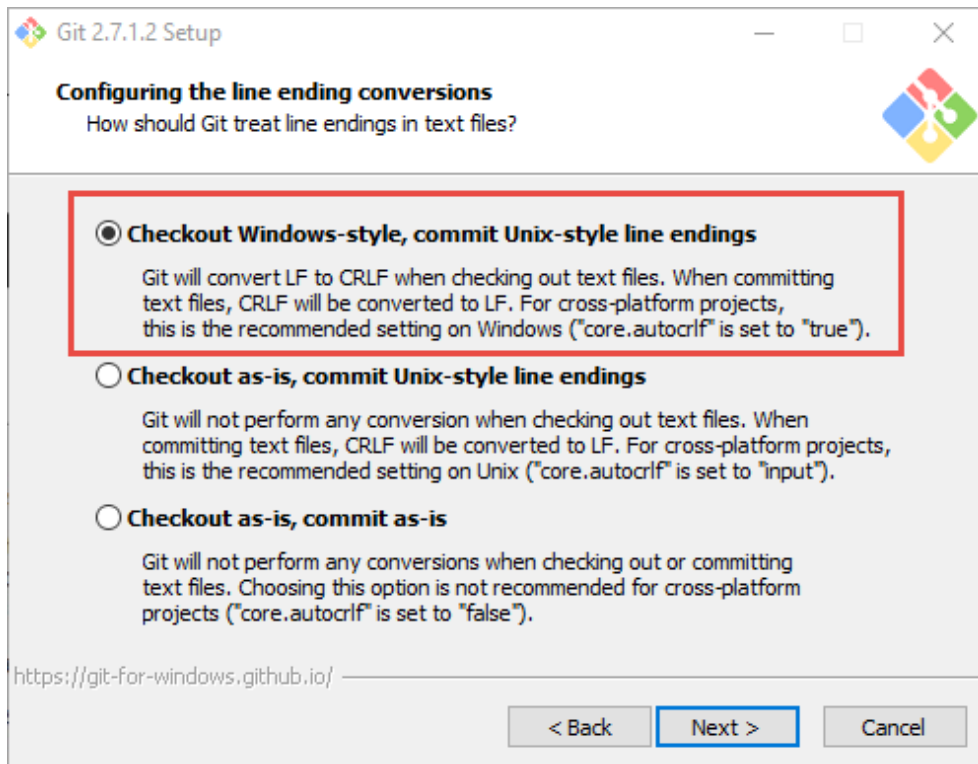 Git 2.7.1.2 Setup
Configuring the line ending conversions
How should Git treat line endings in text files?
Checkout Windows-style, commit Unix-style line endings
Git will convert LF to CRLF when checking out text files. When committing
text files, CRLF will be converted to LF. For cross-platform projects,
this is the recommended setting on Windows ("core.autocrlf" is set to "true").
Checkout as-is, commit Unix-style line endings
Git will not perform any conversion when checking out text files. When
committing text files, CRLF will be converted to LF. For cross-platform projects,
this is the recommended setting on Unix ("core.autocrlf" is set to "input").
Checkout as-is, commit as-is
Git will not perform any conversions when checking out or committing
text files. Choosing this option is not recommended for cross-platform
projects ("core.autocrlf" is set to "false").
https://git-for-windows.github.io/
< Back Next > Cancel